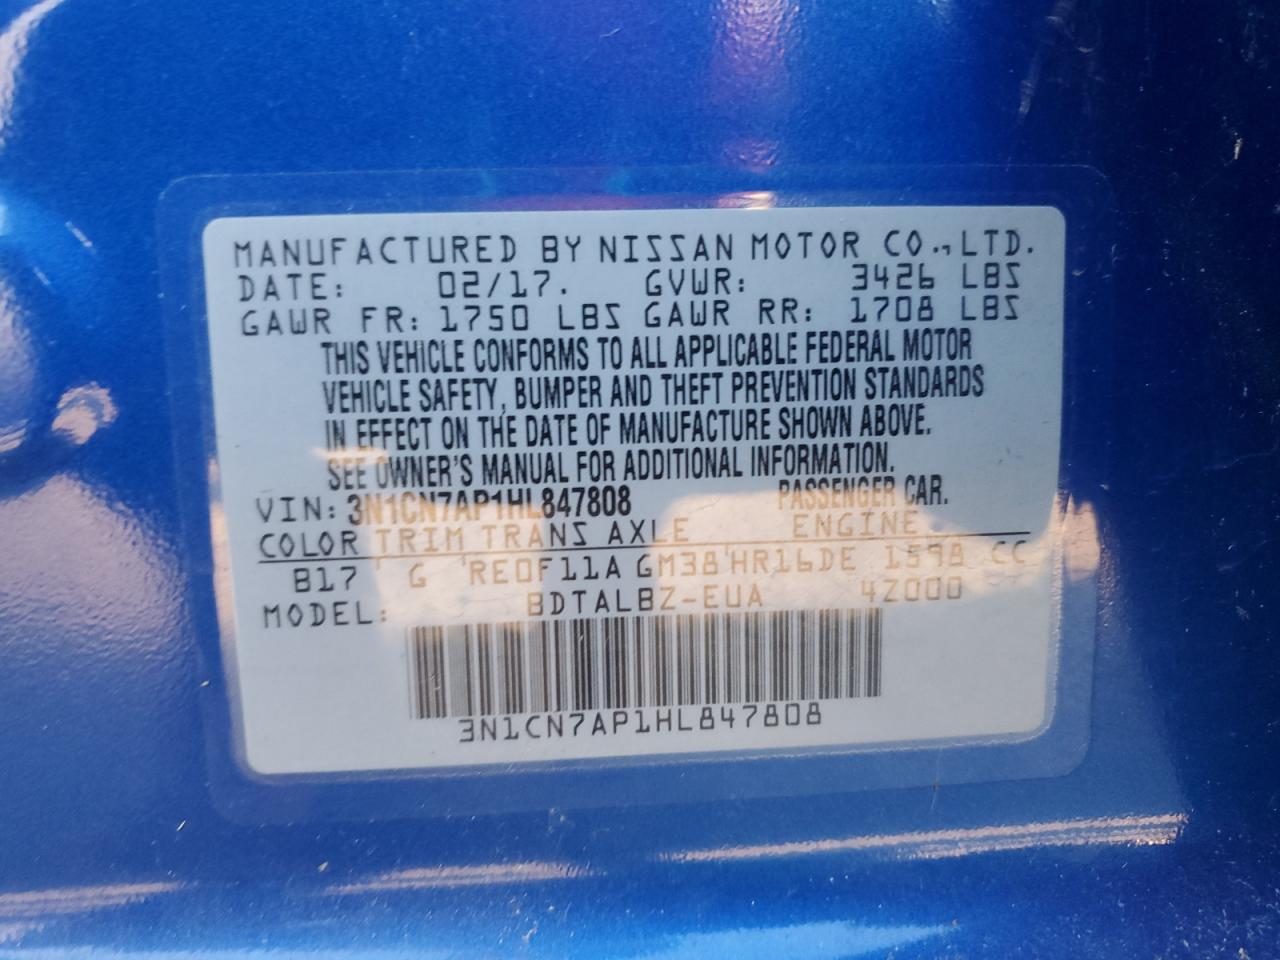 MANUFACTURED BY NISSAN MOTOR CO., LTD.
DATE: 02/17. GVWR: 3426 LBS
GAWR FR: 1750 LBS GAWR RR: 1708 LBS
THIS VEHICLE CONFORMS TO ALL APPLICABLE FEDERAL MOTOR
VEHICLE SAFETY, BUMPER AND THEFT PREVENTION STANDARDS
IN EFFECT ON THE DATE OF MANUFACTURE SHOWN ABOVE.
SEE OWNER'S MANUAL FOR ADDITIONAL INFORMATION.
VIN: 3N1CN7AP1HL847808 PASSENGER CAR.
COLOR TRIM TRANS AXLE ENGINE
B17 G RE0F11A GM38 HR16DE 1598 CC
MODEL: BDTALBZ-EUA 4Z000
3N1CN7AP1HL847808